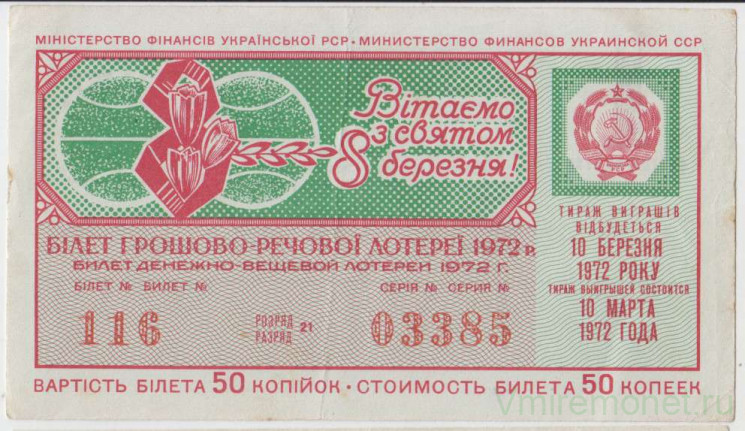 МІНІСТЕРСТВО ФІНАНСІВ УКРАЇНСЬКОЇ РСР · МИНИСТЕРСТВО ФИНАНСОВ УКРАИНСКОЙ ССР
Вітаємо
з святом
8 березня!
УРСР
ТИРАЖ ВИГРАШІВ
ВІДБУДЕТЬСЯ
10 БЕРЕЗНЯ
1972 РОКУ
ТИРАЖ ВЫИГРЫШЕЙ СОСТОИТСЯ
10 МАРТА
1972 ГОДА
БІЛЕТ ГРОШОВО-РЕЧОВОЇ ЛОТЕРЕЇ 1972 р.
БИЛЕТ ДЕНЕЖНО-ВЕЩЕВОЙ ЛОТЕРЕИ 1972 г.
БІЛЕТ № БИЛЕТ № СЕРІЯ № СЕРИЯ №
116 РОЗРЯД РАЗРЯД 21 03385
ВАРТІСТЬ БІЛЕТА 50 КОПІЙОК · СТОИМОСТЬ БИЛЕТА 50 КОПЕЕК
Vmiremonet.ru